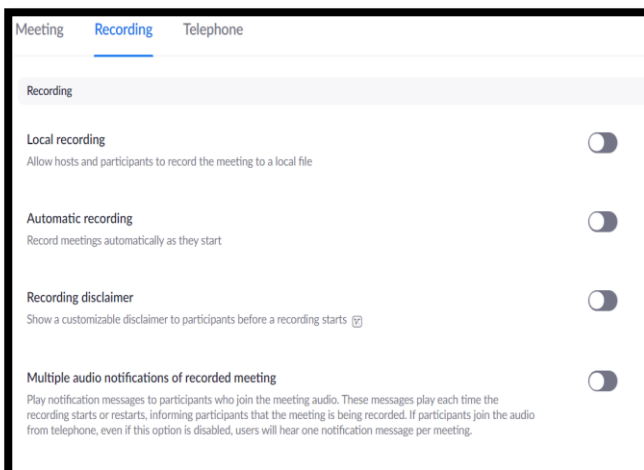 Meeting Recording Telephone
Recording
Local recording
Allow hosts and participants to record the meeting to a local file
Automatic recording
Record meetings automatically as they start
Recording disclaimer
Show a customizable disclaimer to participants before a recording starts
Multiple audio notifications of recorded meeting
Play notification messages to participants who join the meeting audio. These messages play each time the
recording starts or restarts, informing participants that the meeting is being recorded. If participants join the audio
from telephone, even if this option is disabled, users will hear one notification message per meeting.